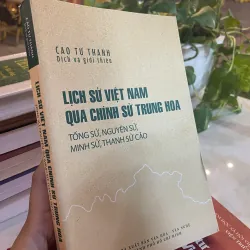 CAO TỰ THANH
Dịch và giới thiệu
LỊCH SỬ VIỆT NAM
QUA CHÍNH SỬ TRUNG HOA
TỐNG SỬ, NGUYÊN SỬ,
MINH SỬ, THANH SỬ CẢO
LỊCH SỬ VIỆT NAM QUA CHÍNH SỬ TRUNG HOA